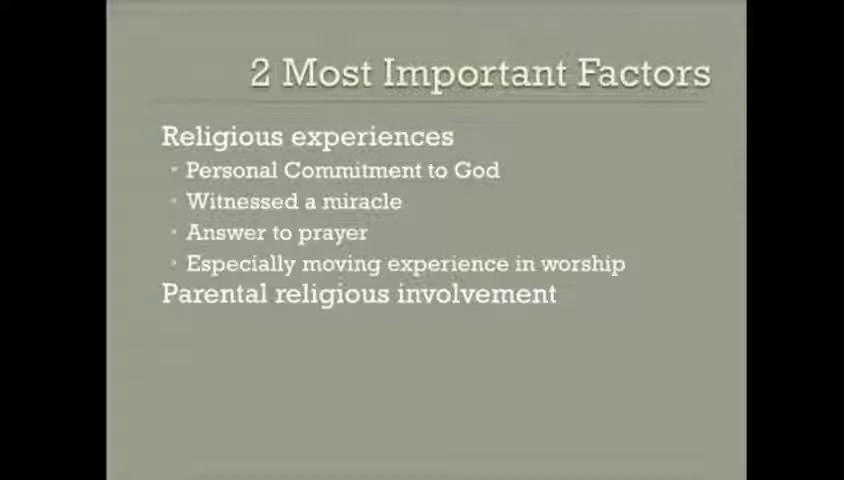 2 Most Important Factors
Religious experiences
• Personal Commitment to God
• Witnessed a miracle
• Answer to prayer
• Especially moving experience in worship
Parental religious involvement